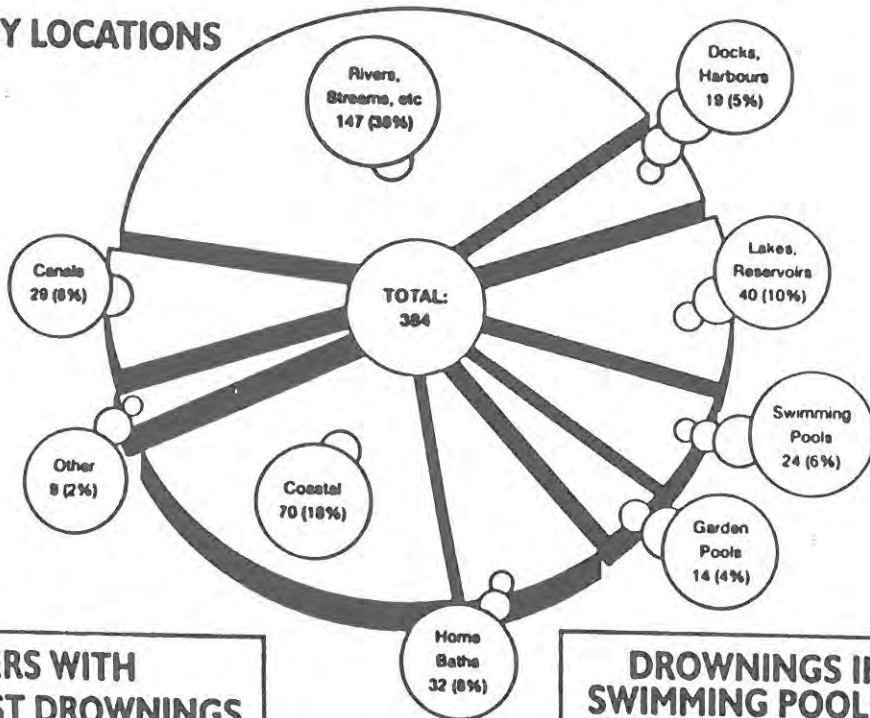 Y LOCATIONS
Rivers,
Streams, etc
147 (38%)
Docks,
Harbours
19 (5%)
Canals
29 (8%)
TOTAL:
384
Lakes,
Reservoirs
40 (10%)
Swimming
Pools
24 (6%)
Other
9 (2%)
Coastal
70 (18%)
Garden
Pools
14 (4%)
Home
Baths
32 (8%)
ERS WITH
ST DROWNINGS
DROWNINGS I
SWIMMING POOL